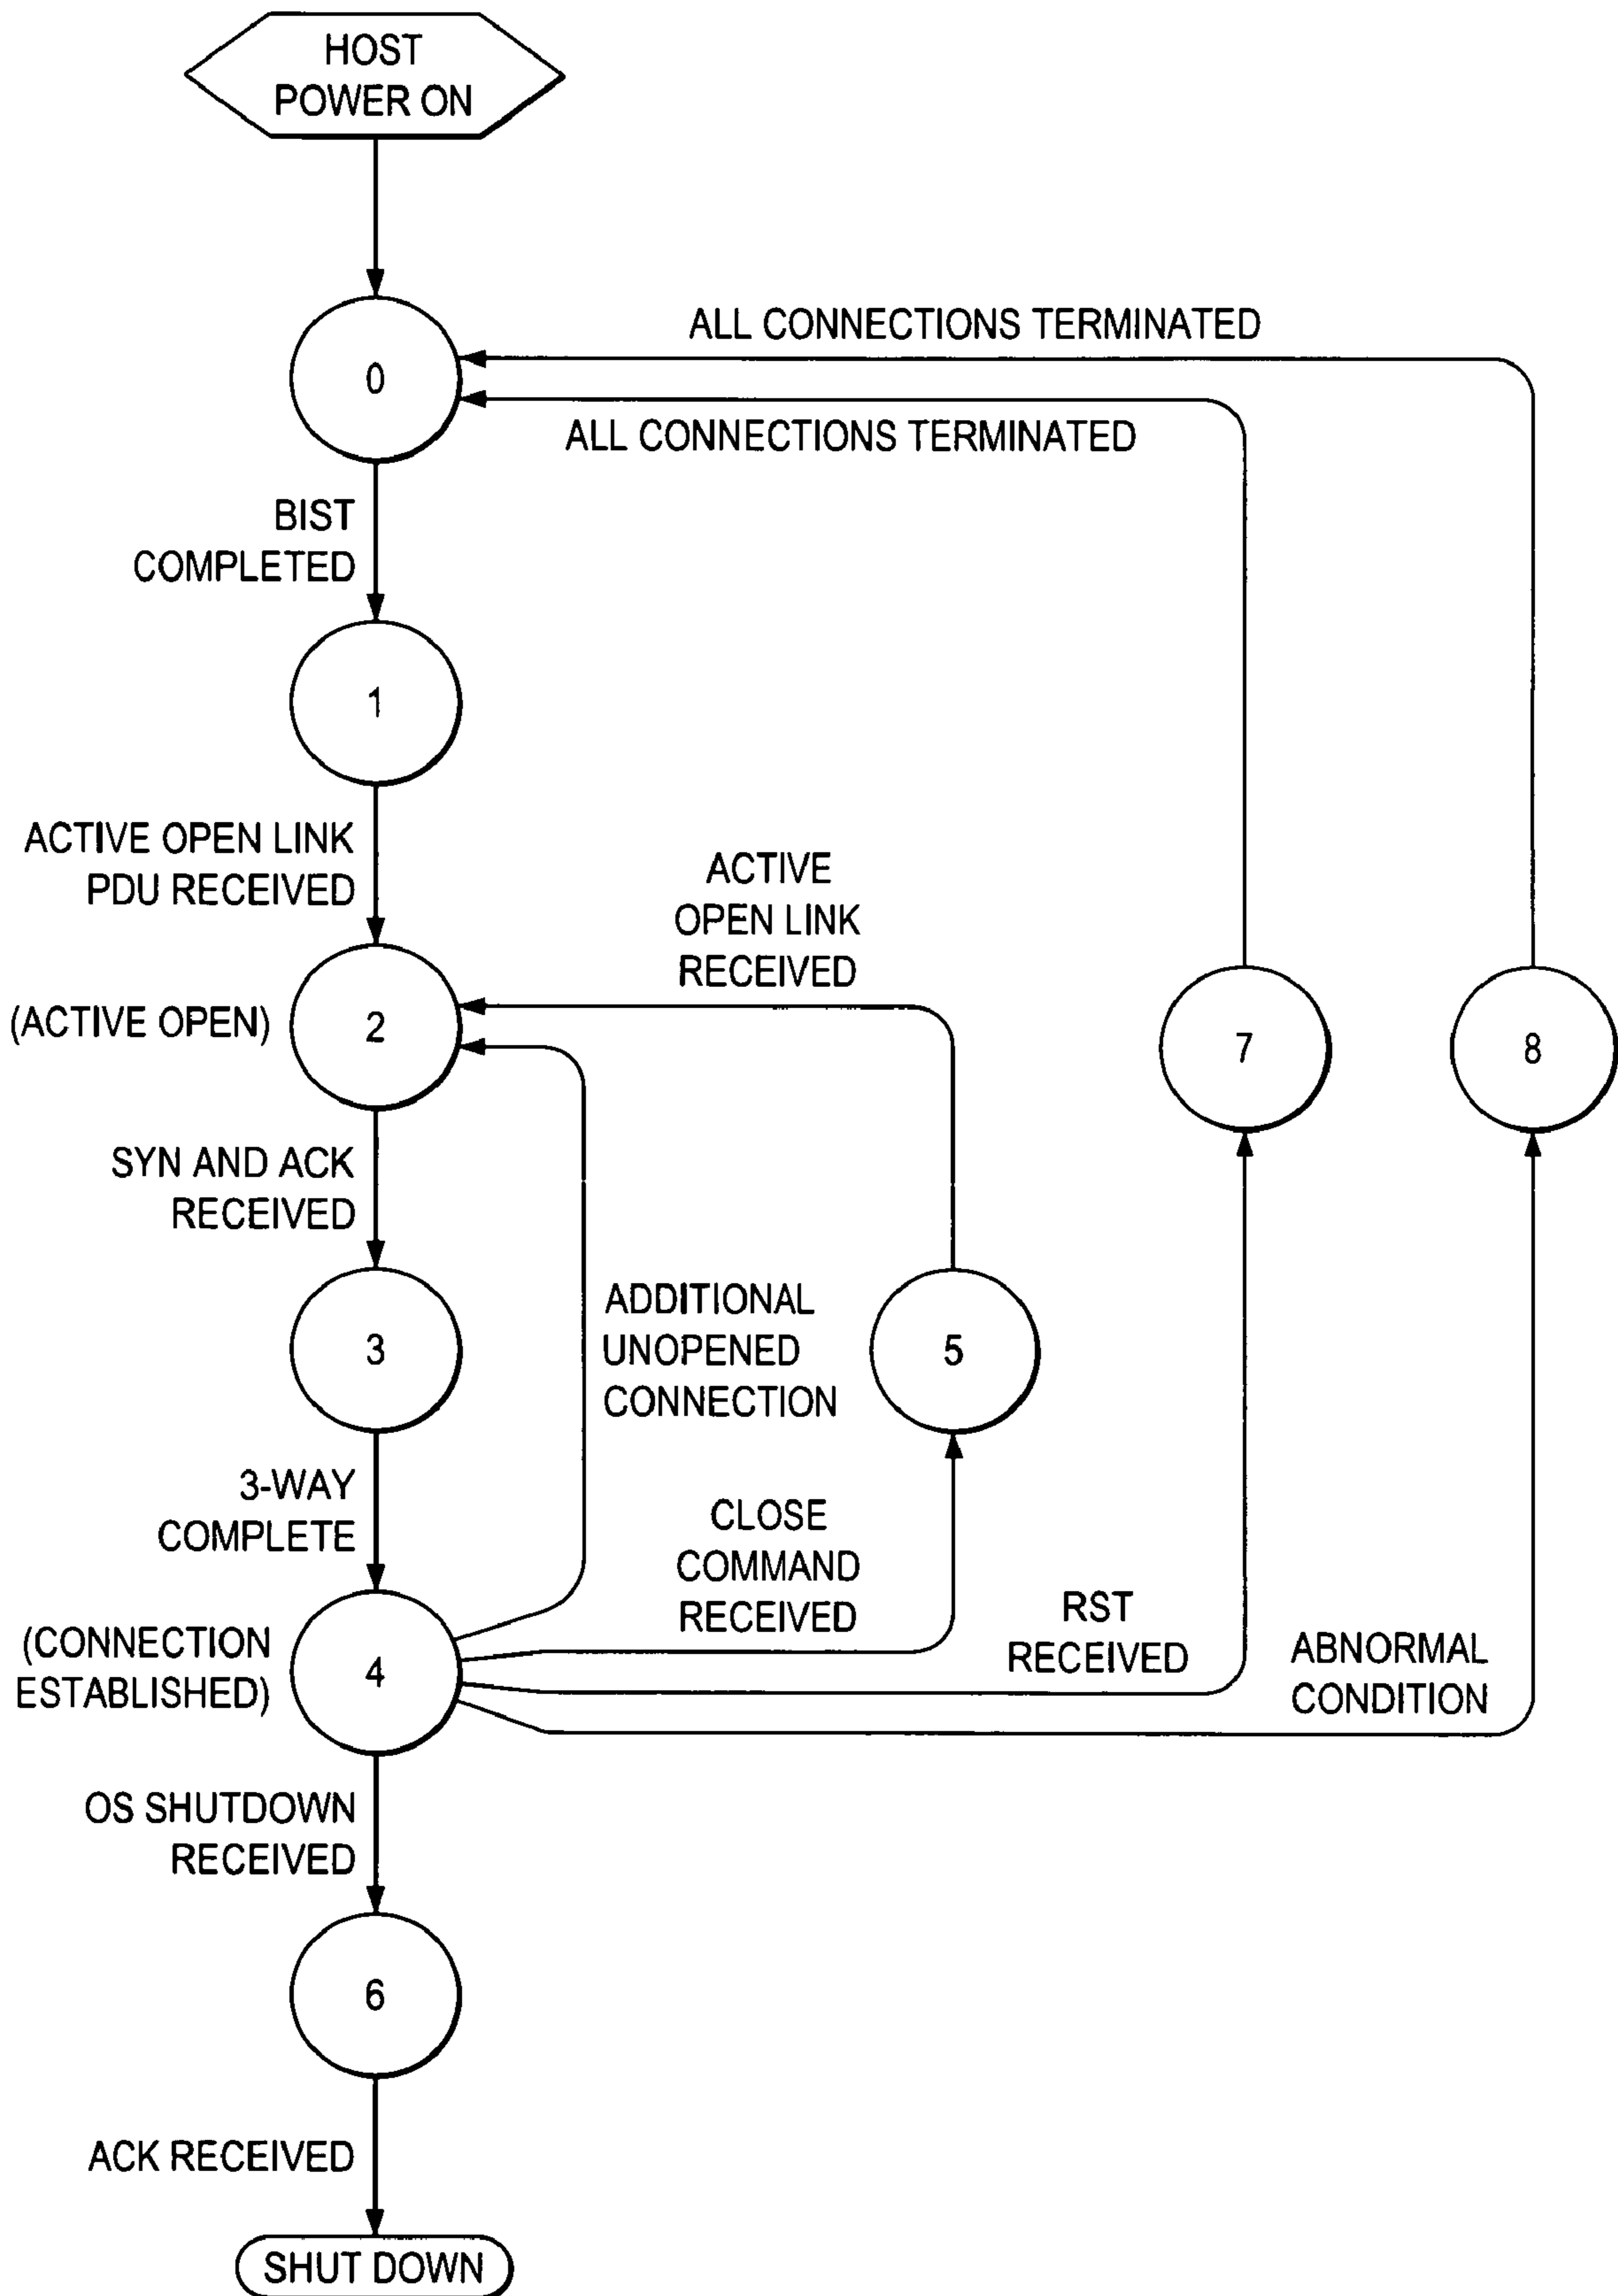 HOST
POWER ON
ALL CONNECTIONS TERMINATED
0
ALL CONNECTIONS TERMINATED
BIST
COMPLETED
1
ACTIVE OPEN LINK
PDU RECEIVED
ACTIVE
OPEN LINK
RECEIVED
(ACTIVE OPEN)
2
7
8
SYN AND ACK
RECEIVED
3
ADDITIONAL
UNOPENED
CONNECTION
5
3-WAY
COMPLETE
CLOSE
COMMAND
RECEIVED
RST
RECEIVED
ABNORMAL
CONDITION
(CONNECTION
ESTABLISHED)
4
OS SHUTDOWN
RECEIVED
6
ACK RECEIVED
SHUT DOWN